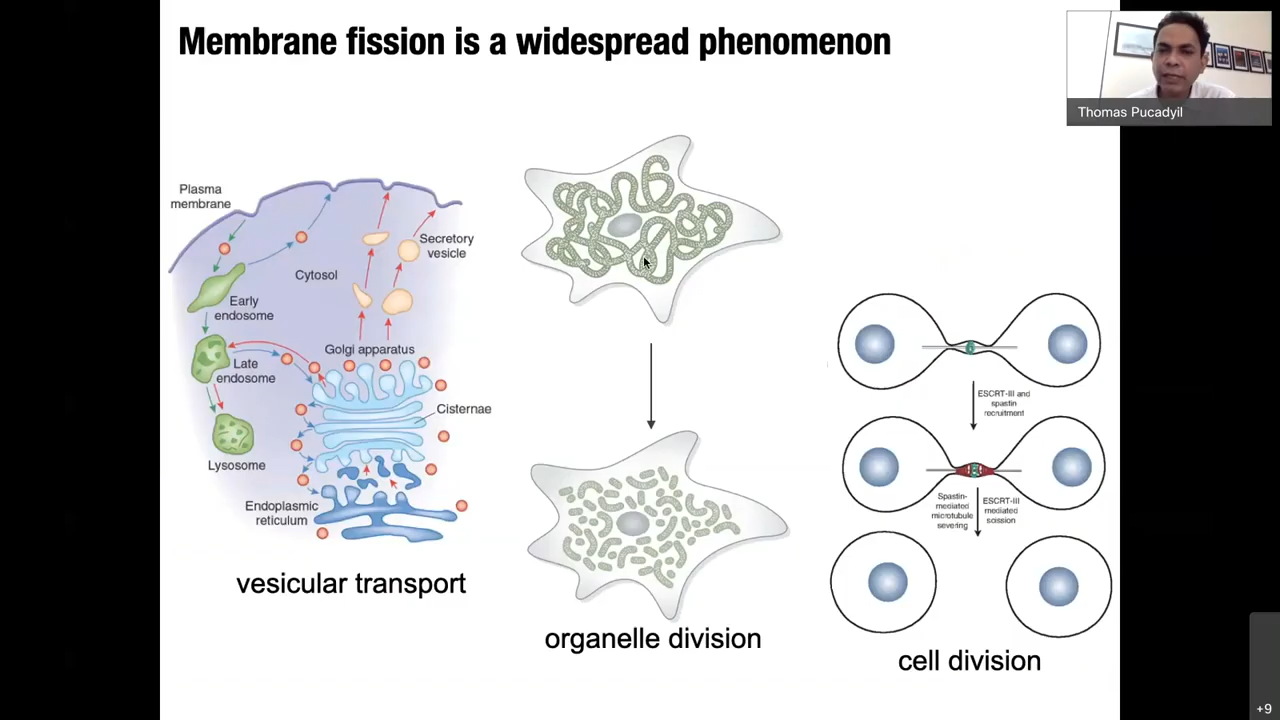 Membrane fission is a widespread phenomenon
Thomas Pucadyil
Plasma
membrane
Secretory
vesicle
Cytosol
Early
endosome
Golgi apparatus
Late
endosome
Cisternae
Lysosome
Endoplasmic
reticulum
vesicular transport
organelle division
ESCRT-III and
spastin
recruitment
Spastin-
mediated
microtubule
severing
ESCRT-III
mediated
scission
cell division
+9